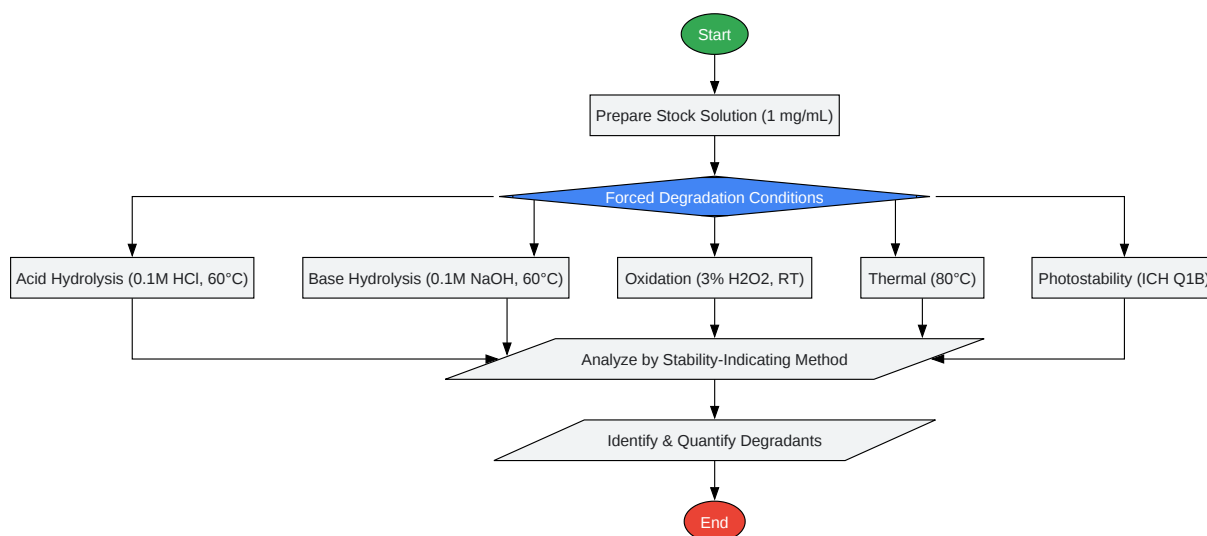 Start
Prepare Stock Solution (1 mg/mL)
Forced Degradation Conditions
Acid Hydrolysis (0.1M HCl, 60°C)
Base Hydrolysis (0.1M NaOH, 60°C)
Oxidation (3% H2O2, RT)
Thermal (80°C)
Photostability (ICH Q1B)
Analyze by Stability-Indicating Method
Identify & Quantify Degradants
End